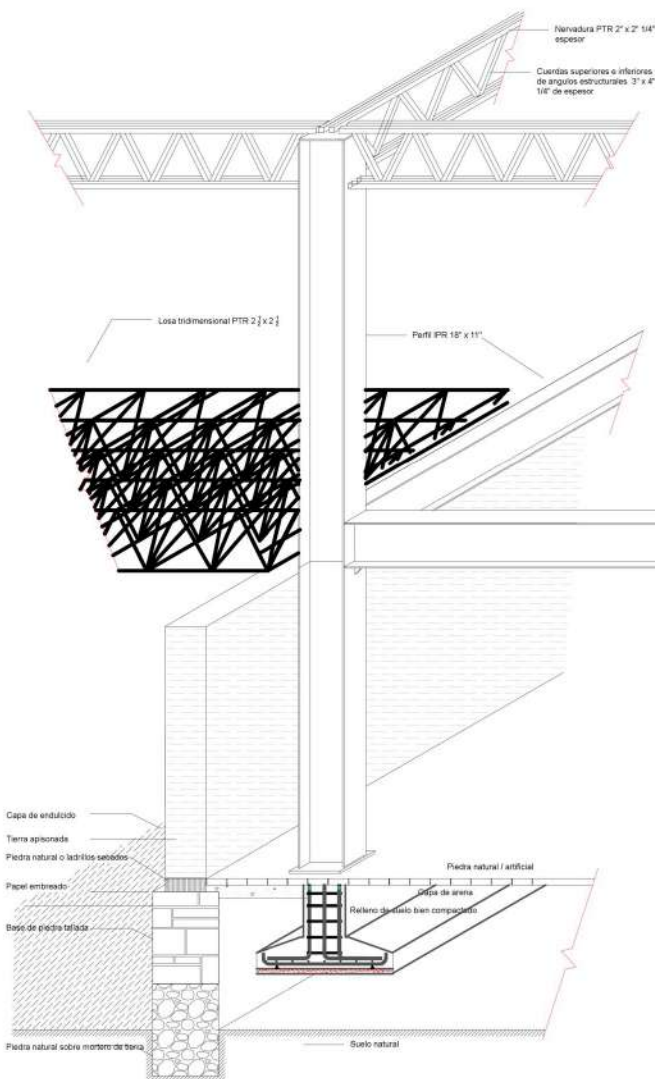 Nervadura PTR 2" x 2" 1/4"
espesor
Cuerdas superiores e inferiores
de angulos estructurales 3" x 4"
1/4" de espesor
Losa tridimensional PTR 2 1/2 x 2 1/2
Perfil IPR 18" x 11"
Capa de endulcido
Tierra apisonada
Piedra natural o ladrillos sebados
Papel embreado
Base de piedra tallada
Piedra natural sobre mortero de tierra
Piedra natural / artificial
Capa de arena
Relleno de suelo bien compactado
Suelo natural